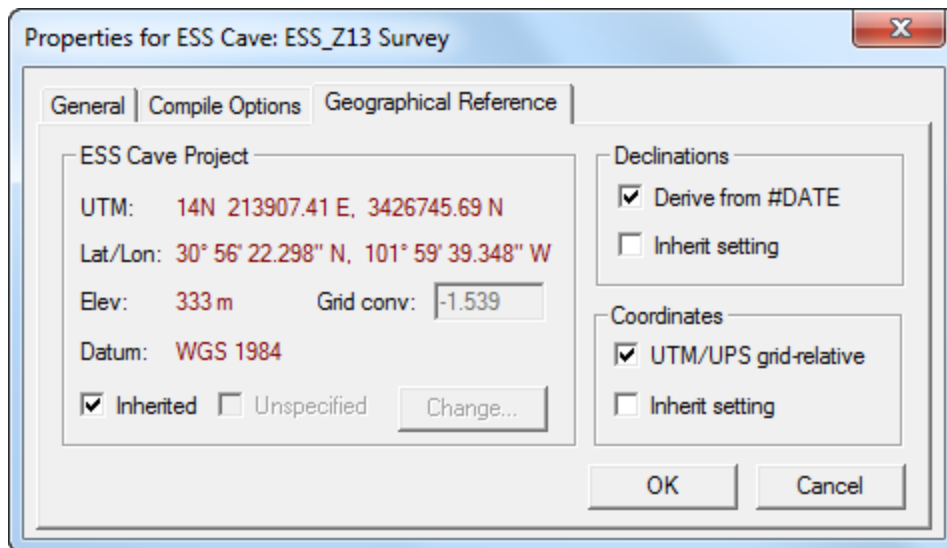 Properties for ESS Cave: ESS_Z13 Survey
General
Compile Options
Geographical Reference
ESS Cave Project
UTM: 14N 213907.41 E, 3426745.69 N
Lat/Lon: 30° 56' 22.298" N, 101° 59' 39.348" W
Elev: 333 m Grid conv: -1.539
Datum: WGS 1984
Inherited Unspecified Change...
Declinations
Derive from #DATE
Inherit setting
Coordinates
UTM/UPS grid-relative
Inherit setting
OK Cancel